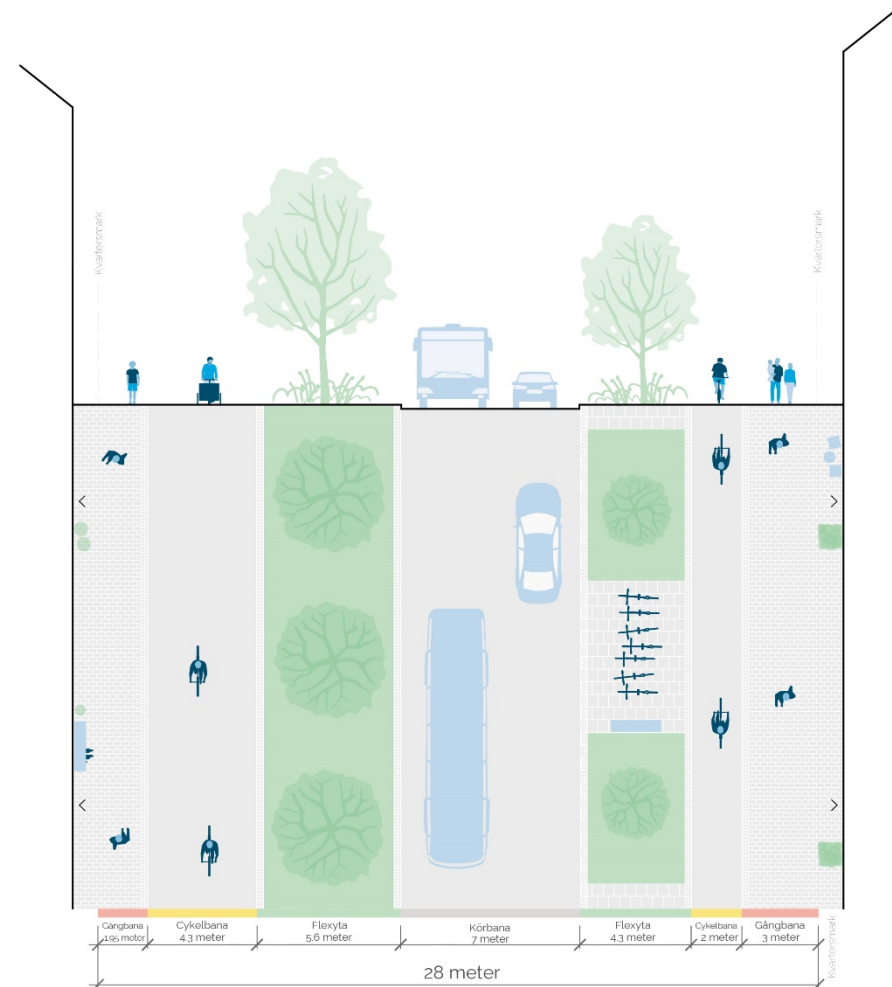 Kvartersmark
Kvartersmark
Gångbana
1.95 meter
Cykelbana
4.3 meter
Flexyta
5.6 meter
Körbana
7 meter
Flexyta
4.3 meter
Cykelbana
2 meter
Gångbana
3 meter
Kvartersmark
28 meter